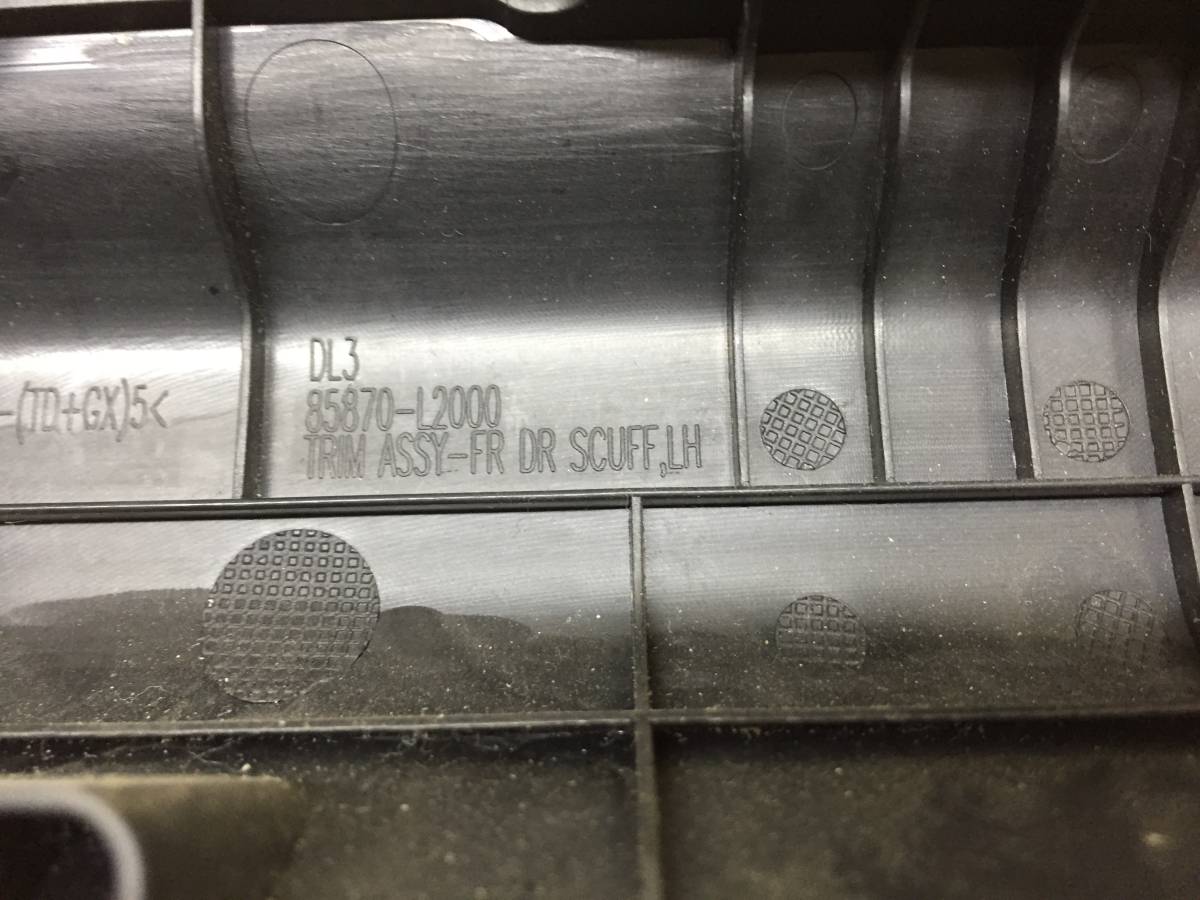 DL3
85870-L2000
TRIM ASSY-FR DR SCUFF,LH
-(TD+GX)5<